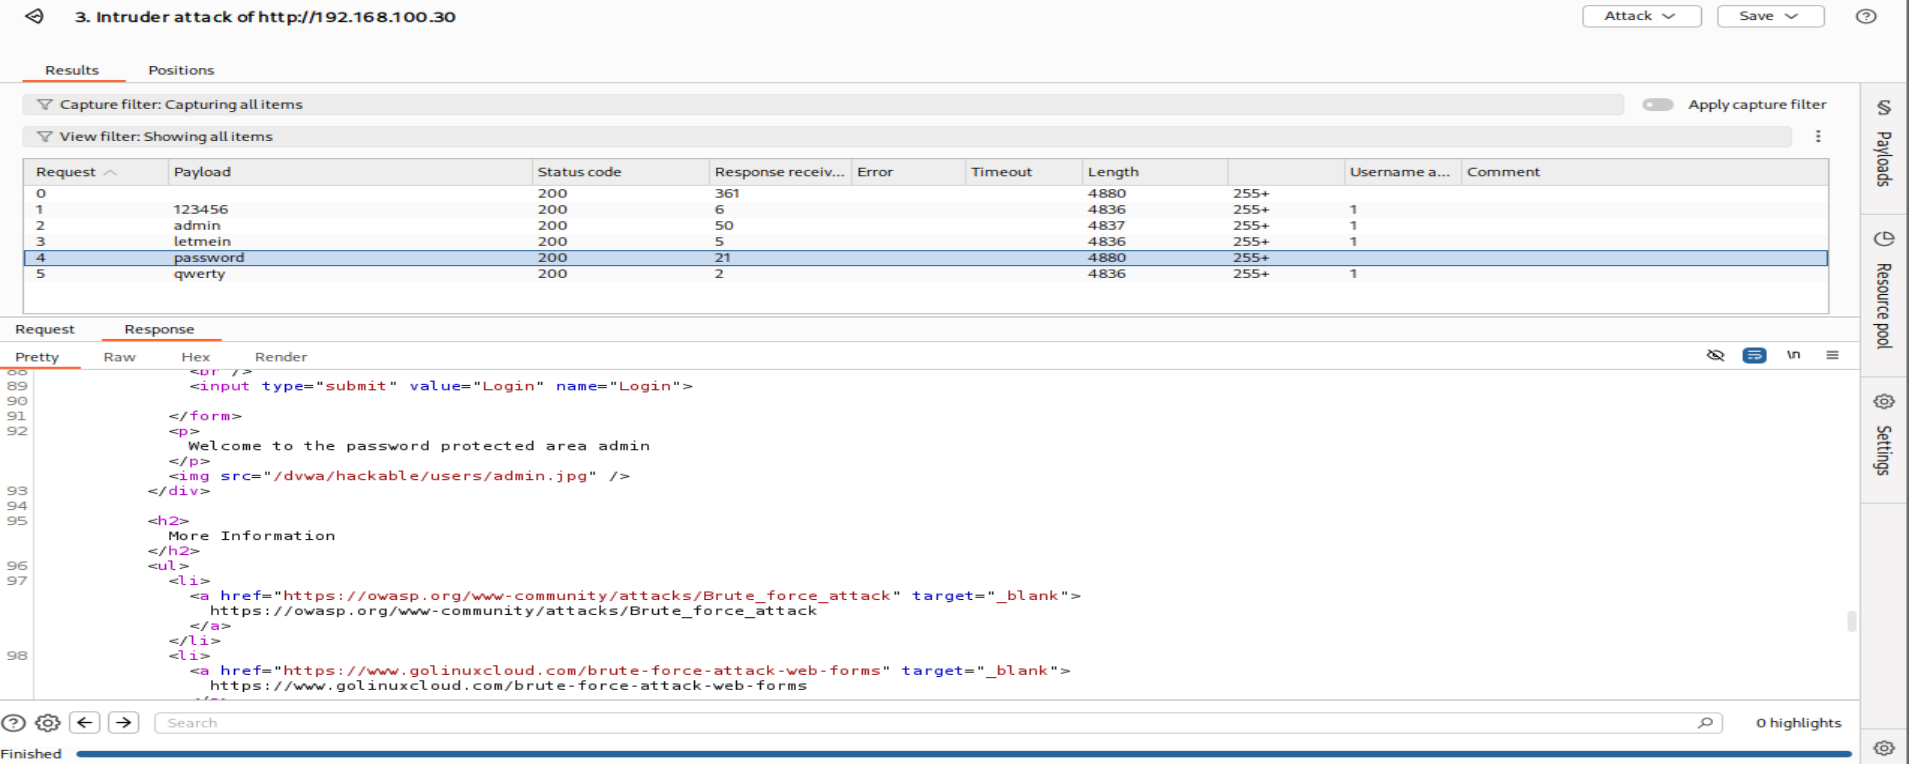 3. Intruder attack of http://192.168.100.30
Attack Save
Results Positions
Capture filter: Capturing all items Apply capture filter
View filter: Showing all items
Request Payload Status code Response receiv... Error Timeout Length Username a... Comment
0 200 361 4880 255+
1 123456 200 6 4836 255+ 1
2 admin 200 50 4837 255+ 1
3 letmein 200 5 4836 255+ 1
4 password 200 21 4880 255+
5 qwerty 200 2 4836 255+ 1
Payloads
Resource pool
Settings
Request Response
Pretty Raw Hex Render \n
88 <br />
89 <input type="submit" value="Login" name="Login">
90
91 </form>
92 <p>
Welcome to the password protected area admin
</p>
<img src="/dvwa/hackable/users/admin.jpg" />
93 </div>
94
95 <h2>
More Information
</h2>
96 <ul>
97 <li>
<a href="https://owasp.org/www-community/attacks/Brute_force_attack" target="_blank">
https://owasp.org/www-community/attacks/Brute_force_attack
</a>
</li>
98 <li>
<a href="https://www.golinuxcloud.com/brute-force-attack-web-forms" target="_blank">
https://www.golinuxcloud.com/brute-force-attack-web-forms
Search 0 highlights
Finished